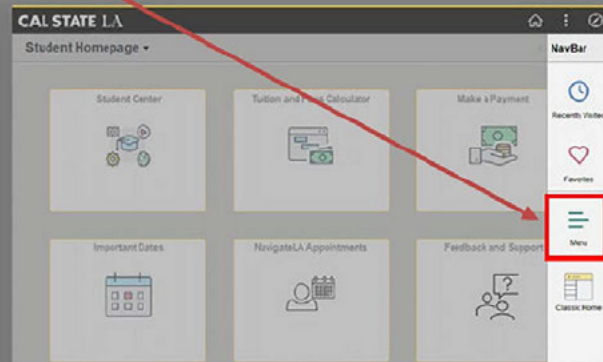 CAL STATE LA
Student Homepage
NavBar
Student Center
Tuition and Fees Calculator
Make a Payment
Recently Visited
Favorites
Menu
Important Dates
NavigateLA Appointments
Feedback and Support
Classic Home